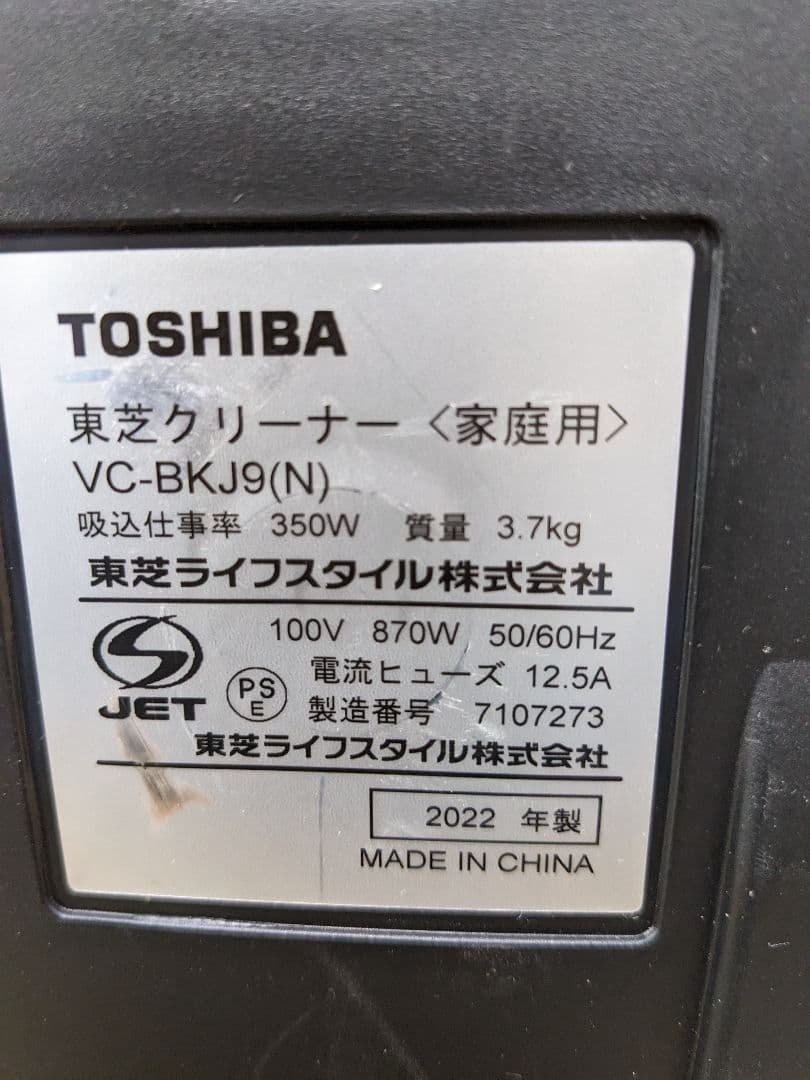 TOSHIBA
東芝クリーナー〈家庭用〉
VC-BKJ9(N)
吸込仕事率 350W 質量 3.7kg
東芝ライフスタイル株式会社
100V 870W 50/60Hz
電流ヒューズ 12.5A
JET PSE 製造番号 7107273
東芝ライフスタイル株式会社
2022 年製
MADE IN CHINA